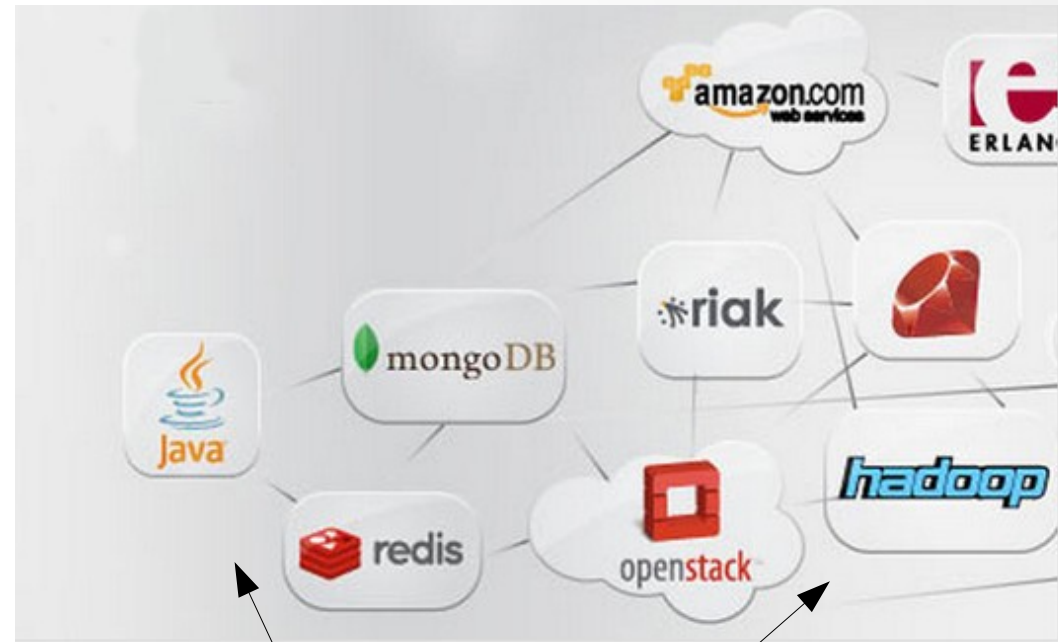 amazon.com
web services
ERLAN
riak
mongoDB
Java
hadoop
redis
openstack